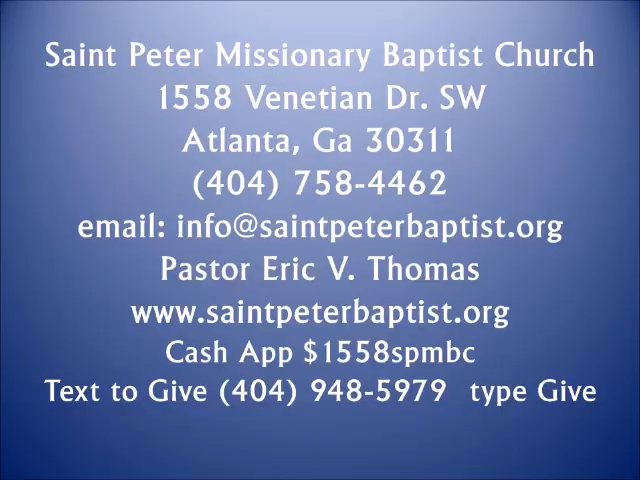 Saint Peter Missionary Baptist Church
1558 Venetian Dr. SW
Atlanta, Ga 30311
(404) 758-4462
email: info@saintpeterbaptist.org
Pastor Eric V. Thomas
www.saintpeterbaptist.org
Cash App $1558spmbc
Text to Give (404) 948-5979  type Give